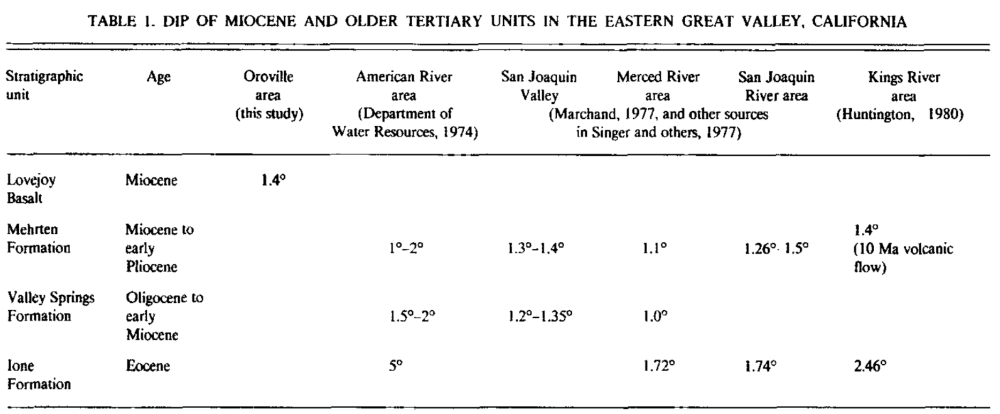 TABLE 1. DIP OF MIOCENE AND OLDER TERTIARY UNITS IN THE EASTERN GREAT VALLEY, CALIFORNIA
Stratigraphic Age Oroville American River San Joaquin Merced River San Joaquin Kings River
unit area area Valley area River area area
(this study) (Department of (Marchand, 1977, and other sources (Huntington, 1980)
Water Resources, 1974) in Singer and others, 1977)
Lovejoy Miocene 1.4°
Basalt
Mehrten Miocene to 1.4°
Formation early 1°–2° 1.3°–1.4° 1.1° 1.26° 1.5° (10 Ma volcanic
Pliocene flow)
Valley Springs Oligocene to
Formation early 1.5°–2° 1.2°–1.35° 1.0°
Miocene
Ione Eocene 5° 1.72° 1.74° 2.46°
Formation